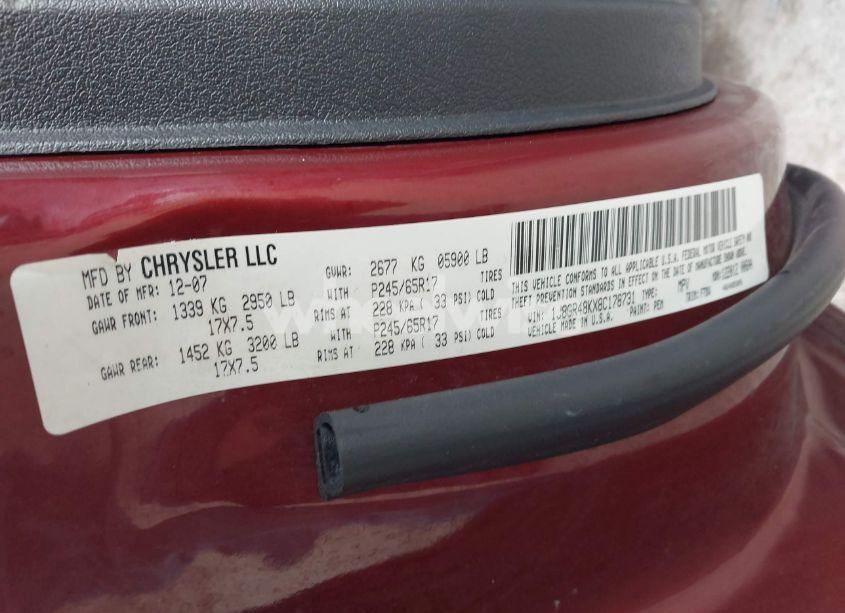 MFD BY CHRYSLER LLC
DATE OF MFR: 12-07 GVWR: 2677 KG 05900 LB
GAWR FRONT: 1339 KG 2950 LB WITH P245/65R17 TIRES
17X7.5 RIMS AT 228 KPA ( 33 PSI) COLD
GAWR REAR: 1452 KG 3200 LB WITH P245/65R17 TIRES
17X7.5 RIMS AT 228 KPA ( 33 PSI) COLD
THIS VEHICLE CONFORMS TO ALL APPLICABLE U.S.A. FEDERAL MOTOR VEHICLE SAFETY AND
THEFT PREVENTION STANDARDS IN EFFECT ON THE DATE OF MANUFACTURE SHOWN ABOVE.
VIN: 1J8GR48KX8C178731 TYPE: MPV
VEHICLE MADE IN U.S.A. PAINT: PEM